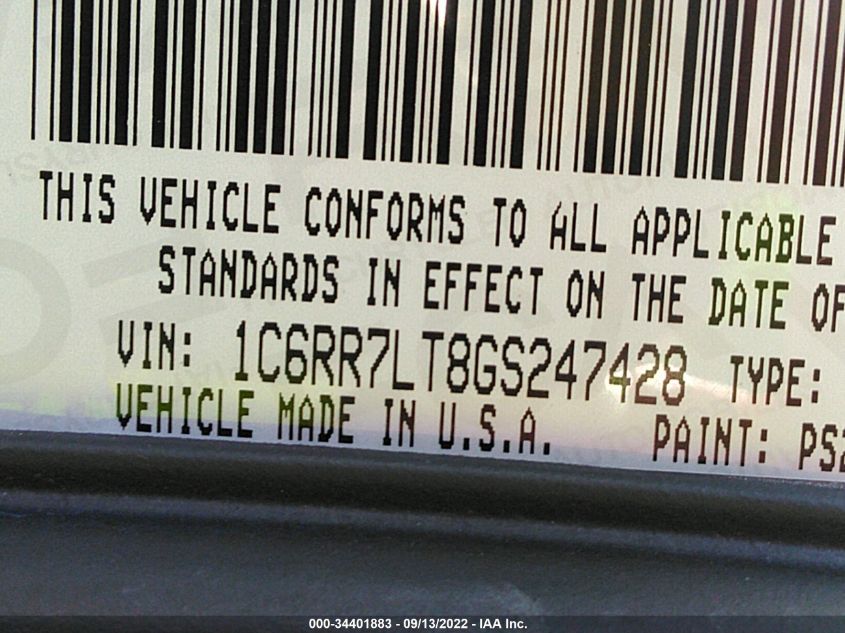 THIS VEHICLE CONFORMS TO ALL APPLICABLE
STANDARDS IN EFFECT ON THE DATE OF
VIN: 1C6RR7LT8GS247428 TYPE:
VEHICLE MADE IN U.S.A. PAINT: PS2
000-34401883 - 09/13/2022 - IAA Inc.